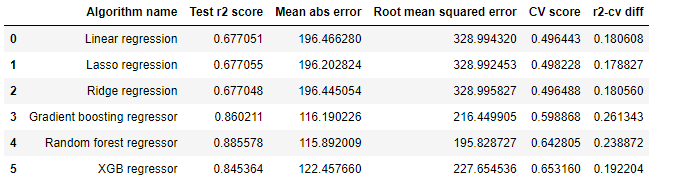 Algorithm name Test r2 score Mean abs error Root mean squared error CV score r2-cv diff
0 Linear regression 0.677051 196.466280 328.994320 0.496443 0.180608
1 Lasso regression 0.677055 196.202824 328.992453 0.498228 0.178827
2 Ridge regression 0.677048 196.445054 328.995827 0.496488 0.180560
3 Gradient boosting regressor 0.860211 116.190226 216.449905 0.598868 0.261343
4 Random forest regressor 0.885578 115.892009 195.828727 0.642805 0.238872
5 XGB regressor 0.845364 122.457660 227.654536 0.653160 0.192204